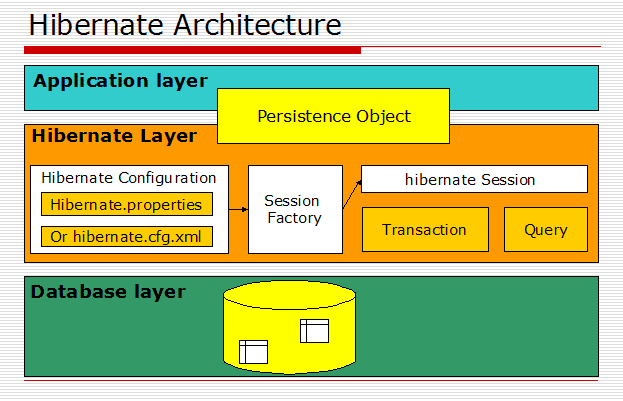 Hibernate Architecture
Application layer
Persistence Object
Hibernate Layer
Hibernate Configuration
Hibernate.properties
Or hibernate.cfg.xml
Session
Factory
hibernate Session
Transaction
Query
Database layer